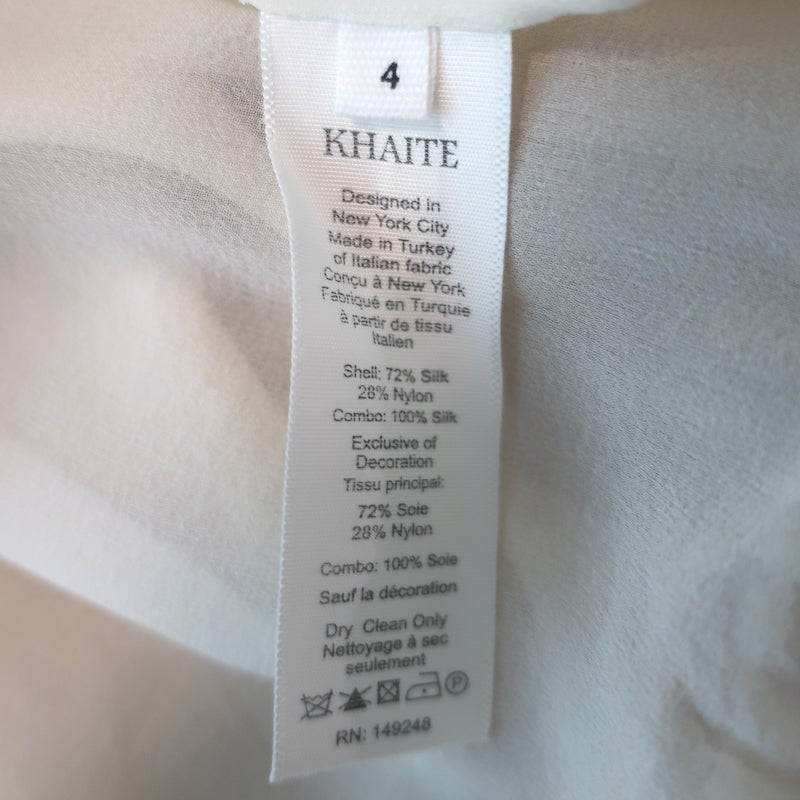 4
KHAITE
Designed in
New York City
Made in Turkey
of Italian fabric
Conçu à New York
Fabriqué en Turquie
à partir de tissu
Italien
Shell: 72% Silk
28% Nylon
Combo: 100% Silk
Exclusive of
Decoration
Tissu principal:
72% Soie
28% Nylon
Combo: 100% Soie
Sauf la décoration
Dry Clean Only
Nettoyage à sec
seulement
P
RN: 149248